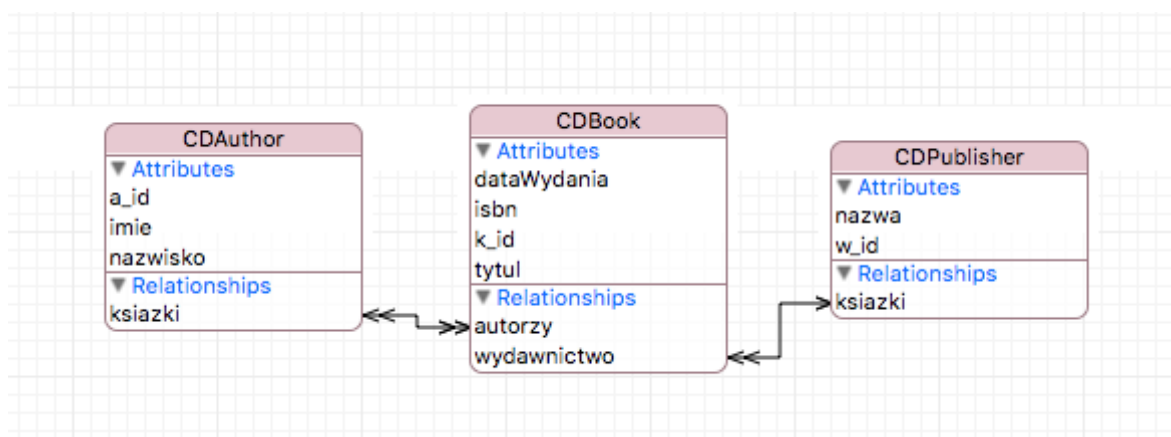 CDAuthor
Attributes
a_id
imie
nazwisko
Relationships
ksiazki
CDBook
Attributes
dataWydania
isbn
k_id
tytul
Relationships
autorzy
wydawnictwo
CDPublisher
Attributes
nazwa
w_id
Relationships
ksiazki